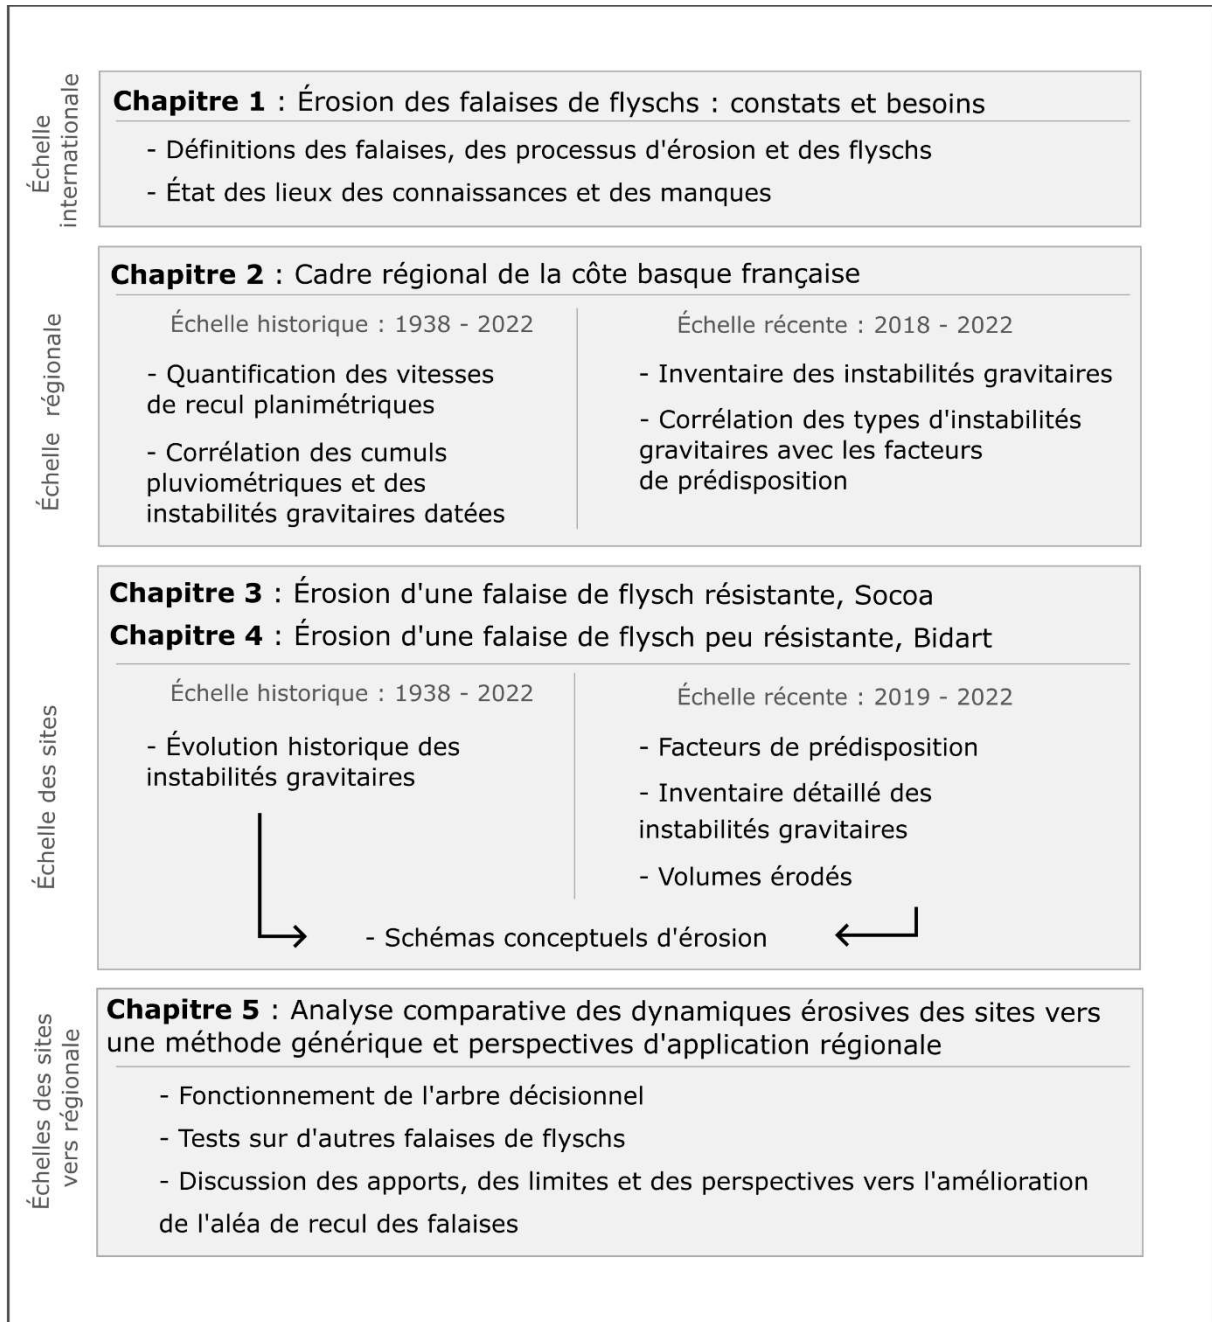 Échelle
internationale
Chapitre 1 : Érosion des falaises de flyschs : constats et besoins
- Définitions des falaises, des processus d'érosion et des flyschs
- État des lieux des connaissances et des manques
Échelle régionale
Chapitre 2 : Cadre régional de la côte basque française
Échelle historique : 1938 - 2022
- Quantification des vitesses
de recul planimétriques
- Corrélation des cumuls
pluviométriques et des
instabilités gravitaires datées
Échelle récente : 2018 - 2022
- Inventaire des instabilités gravitaires
- Corrélation des types d'instabilités
gravitaires avec les facteurs
de prédisposition
Échelle des sites
Chapitre 3 : Érosion d'une falaise de flysch résistante, Socoa
Chapitre 4 : Érosion d'une falaise de flysch peu résistante, Bidart
Échelle historique : 1938 - 2022
- Évolution historique des
instabilités gravitaires
Échelle récente : 2019 - 2022
- Facteurs de prédisposition
- Inventaire détaillé des
instabilités gravitaires
- Volumes érodés
- Schémas conceptuels d'érosion
Échelles des sites
vers régionale
Chapitre 5 : Analyse comparative des dynamiques érosives des sites vers
une méthode générique et perspectives d'application régionale
- Fonctionnement de l'arbre décisionnel
- Tests sur d'autres falaises de flyschs
- Discussion des apports, des limites et des perspectives vers l'amélioration
de l'aléa de recul des falaises